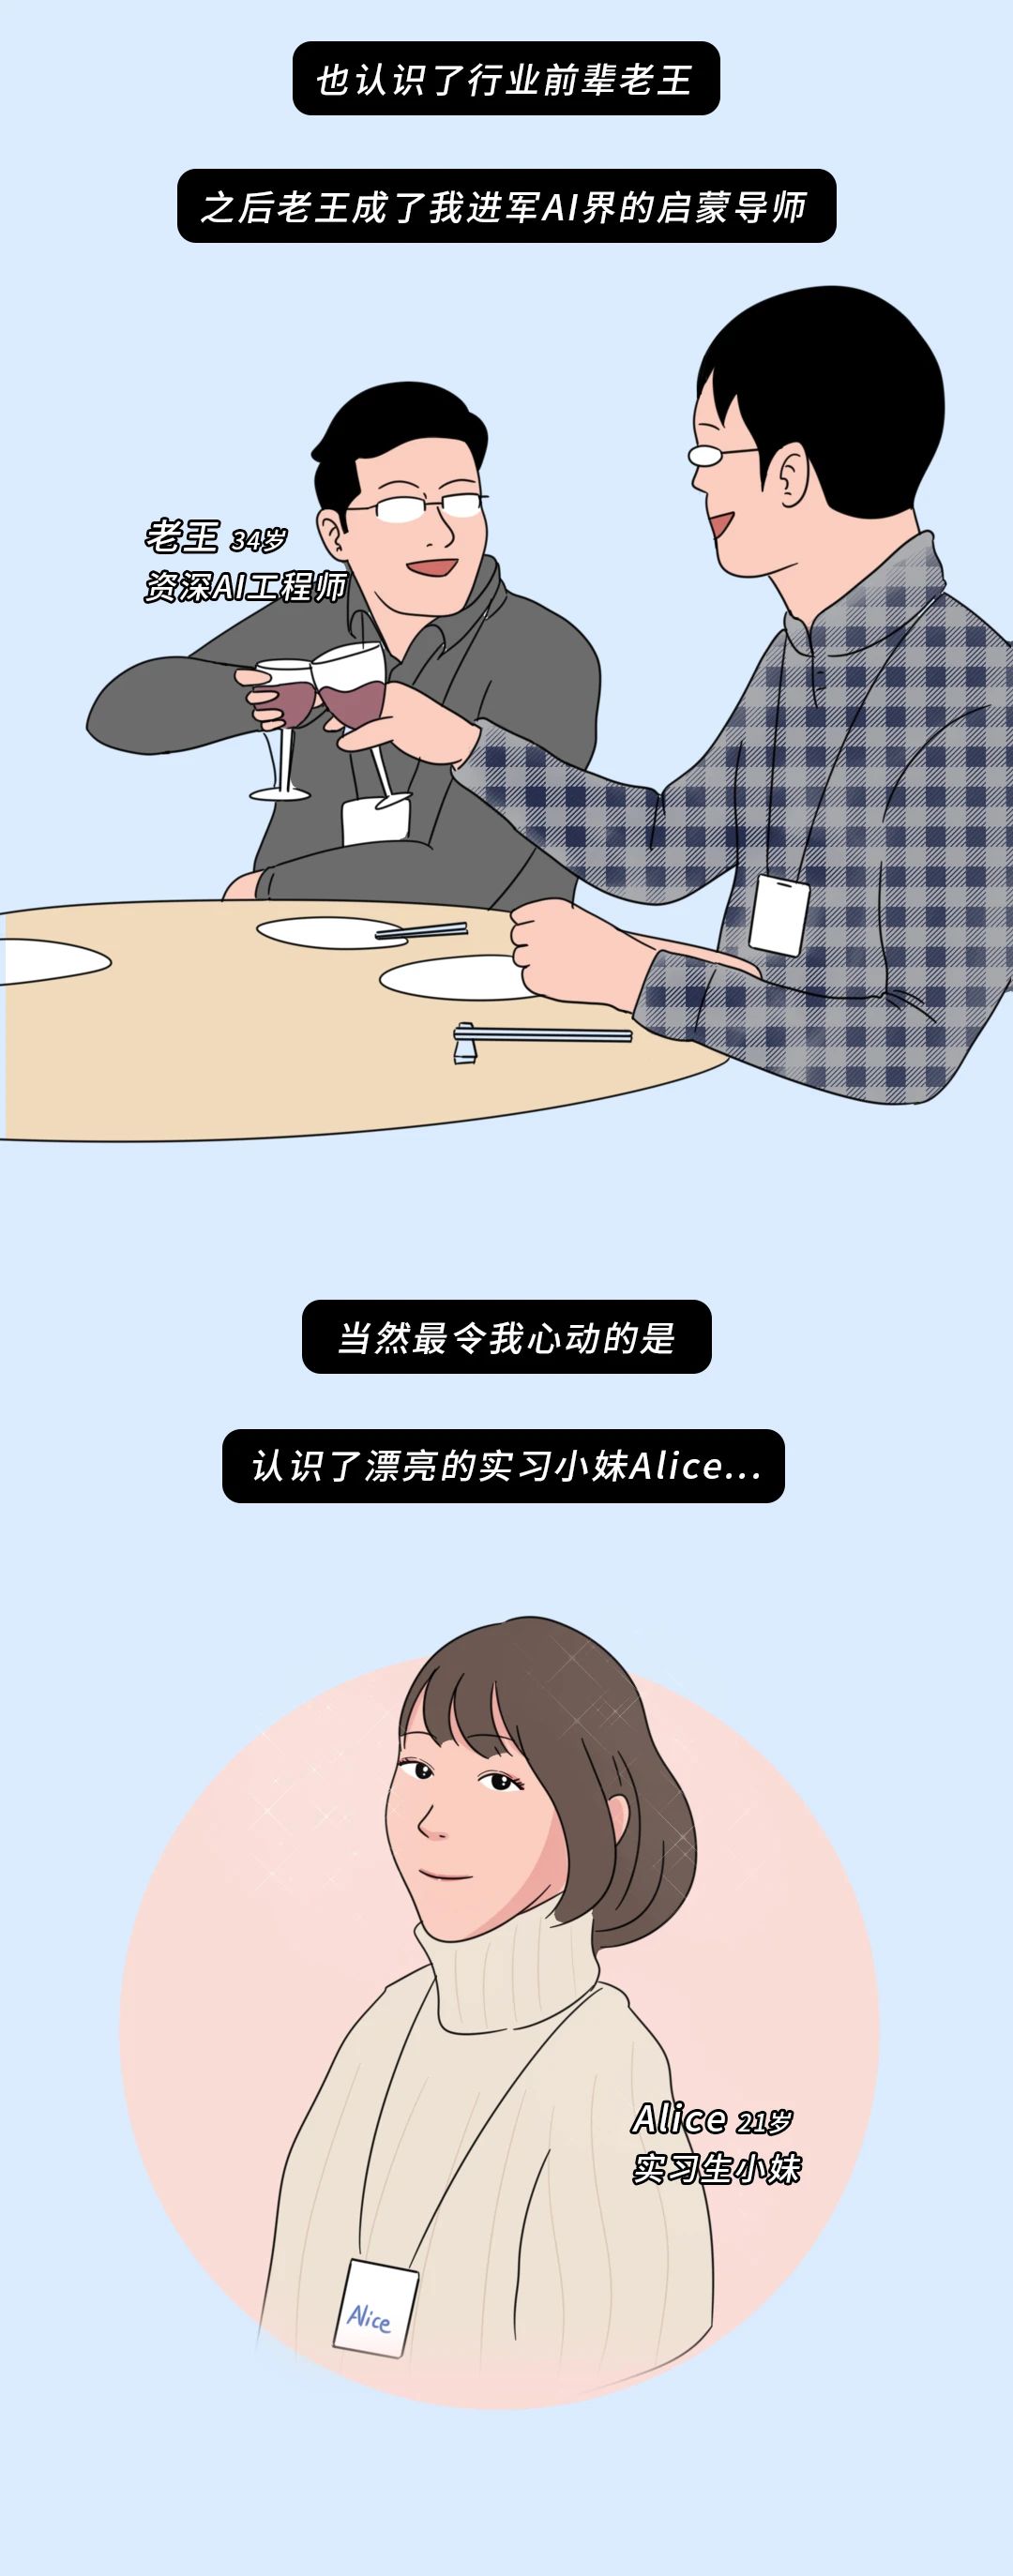 也认识了行业前辈老王
之后老王成了我进军AI界的启蒙导师
老王 34岁
资深AI工程师
当然最令我心动的是
认识了漂亮的实习小妹Alice...
Alice 21岁
实习生小妹
Alice